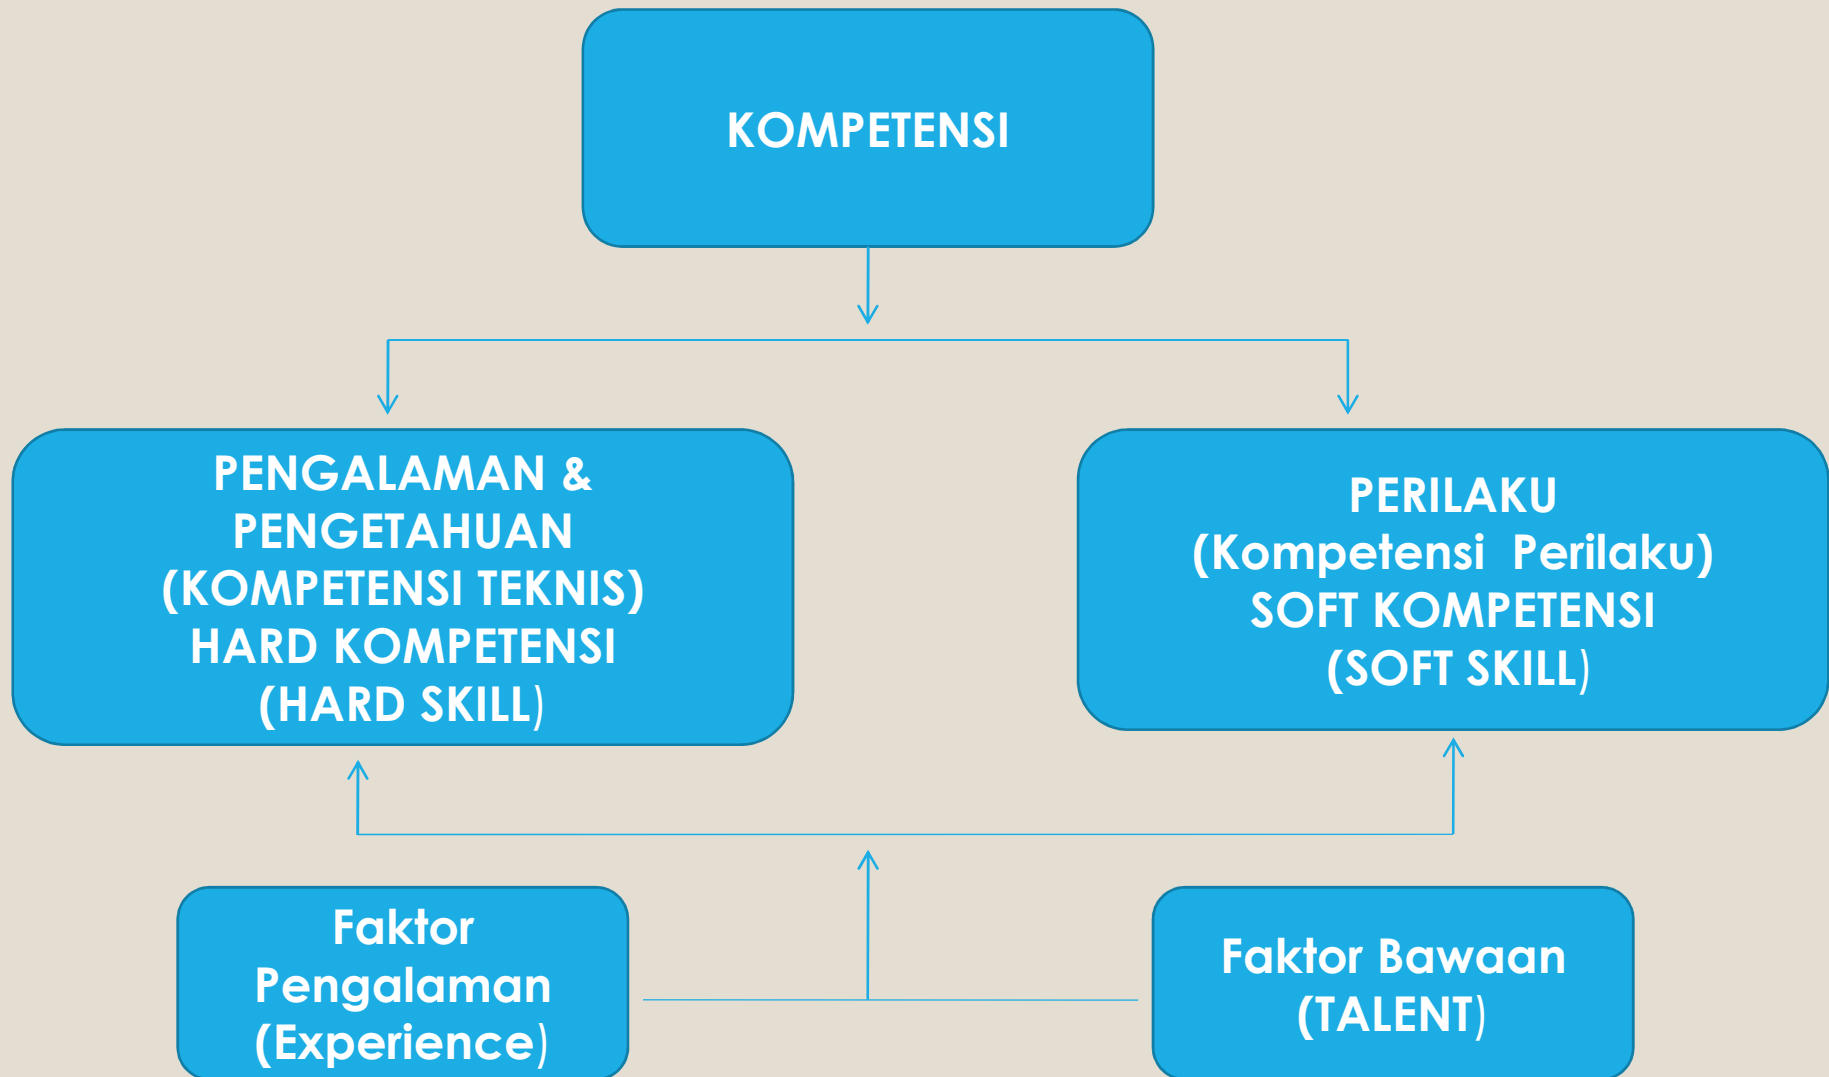 KOMPETENSI
PENGALAMAN &
PENGETAHUAN
(KOMPETENSI TEKNIS)
HARD KOMPETENSI
(HARD SKILL)
PERILAKU
(Kompetensi  Perilaku)
SOFT KOMPETENSI
(SOFT SKILL)
Faktor
Pengalaman
(Experience)
Faktor Bawaan
(TALENT)